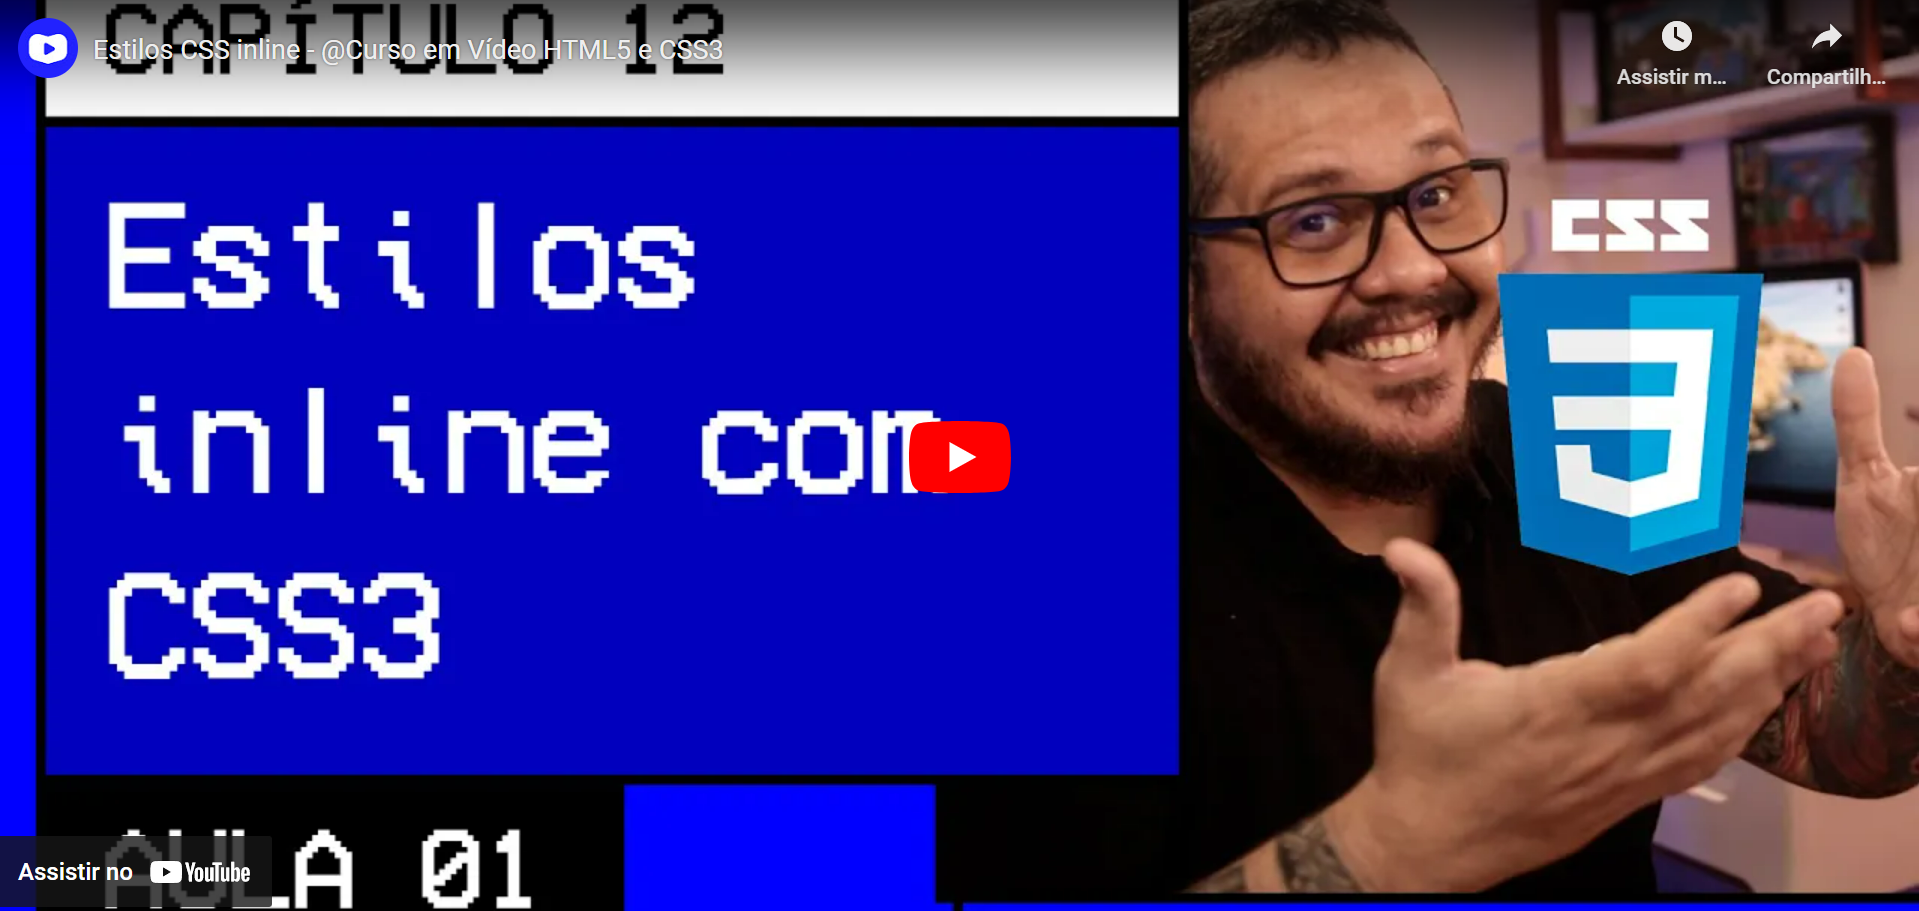 CAPÍTULO 12
Estilos CSS inline - @Curso em Vídeo HTML5 e CSS3
Assistir m...
Compartilh...
Estilos
inline com
CSS3
CSS
3
AULA 01
Assistir no YouTube